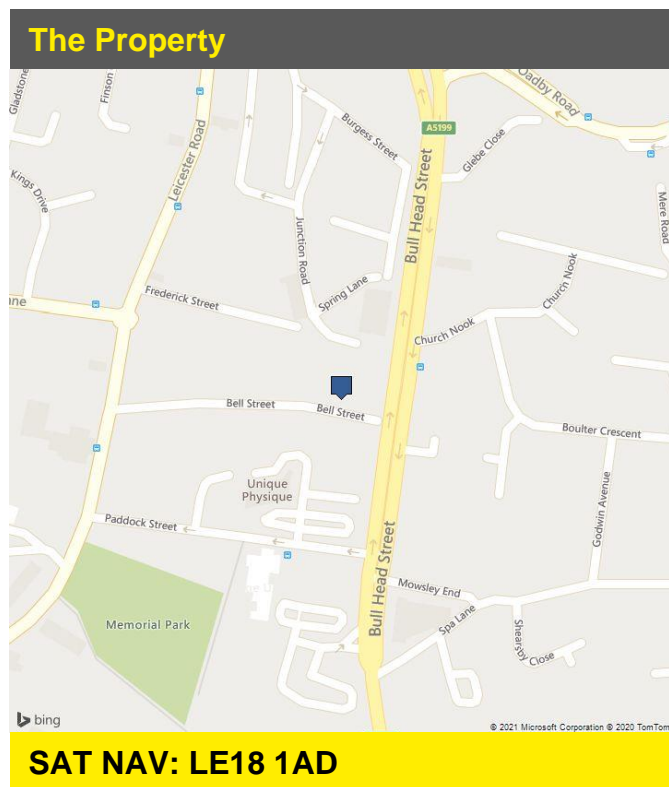 The Property
Gladstone
Finson
Leicester Road
Burgess Street
A5199
Oadby Road
Glebe Close
Bull Head Street
Kings Drive
Mere Road
Junction Road
Spring Lane
Frederick Street
Church Nook
Church Nook
Bell Street
Bell Street
Boulter Crescent
Unique
Physique
Godwin Avenue
Paddock Street
Bull Head Street
Mowsley End
Spa Lane
Shearsby
Close
Memorial Park
bing
© 2021 Microsoft Corporation © 2020 TomTom
SAT NAV: LE18 1AD